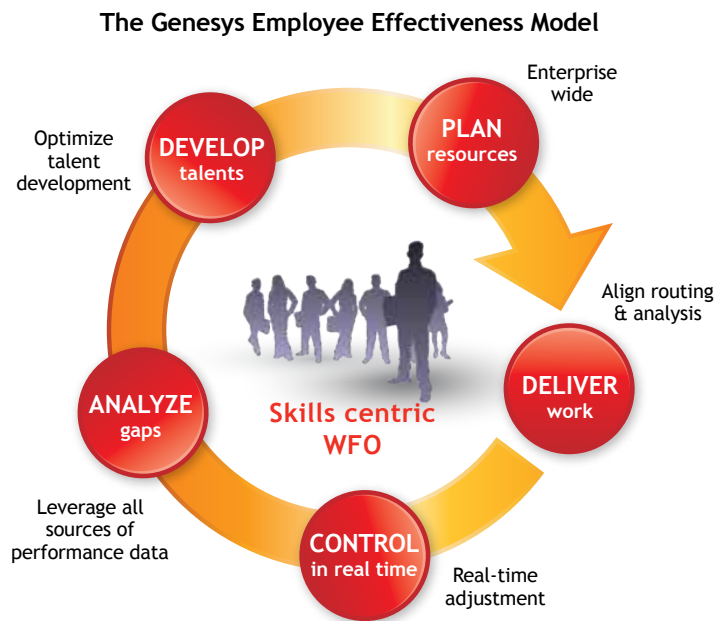 The Genesys Employee Effectiveness Model
Enterprise
wide
PLAN
resources
Align routing
& analysis
DELIVER
work
CONTROL
in real time
Real-time
adjustment
ANALYZE
gaps
Leverage all
sources of
performance data
DEVELOP
talents
Optimize
talent
development
Skills centric
WFO